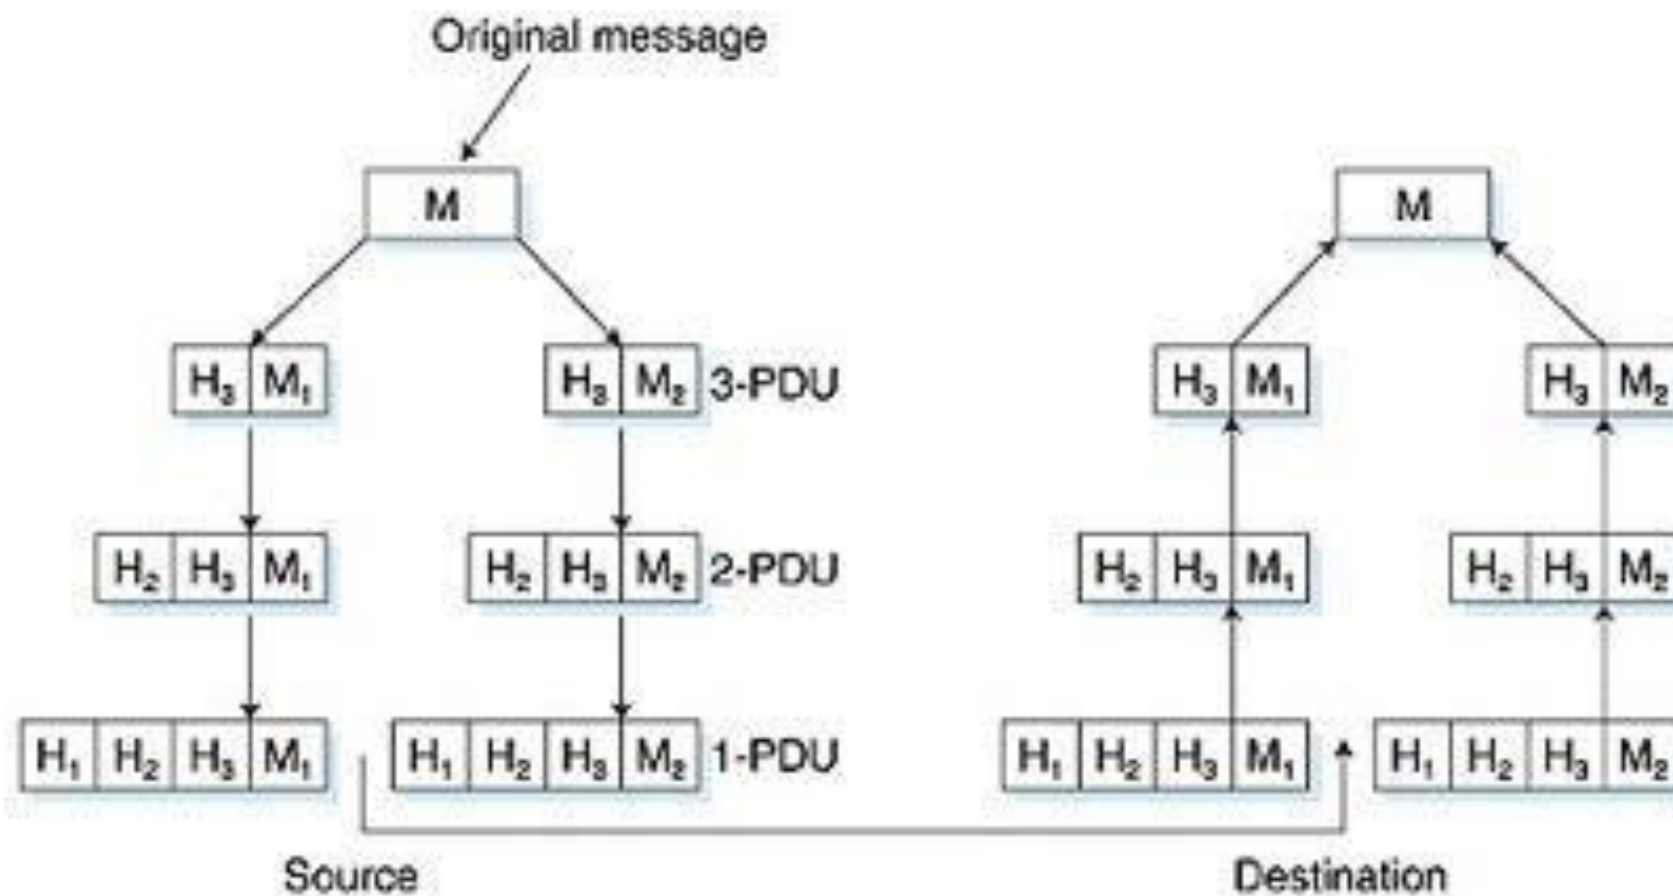 Original message
M M
H₃ M₁ H₃ M₂ 3-PDU H₃ M₁ H₃ M₂
H₂ H₃ M₁ H₂ H₃ M₂ 2-PDU H₂ H₃ M₁ H₂ H₃ M₂
H₁ H₂ H₃ M₁ H₁ H₂ H₃ M₂ 1-PDU H₁ H₂ H₃ M₁ H₁ H₂ H₃ M₂
Source Destination